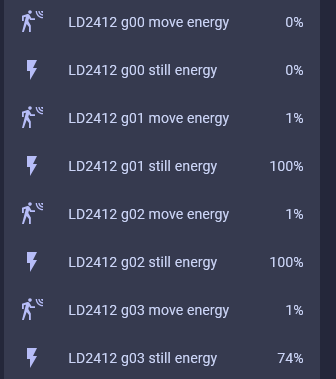 LD2412 g00 move energy 0%
LD2412 g00 still energy 0%
LD2412 g01 move energy 1%
LD2412 g01 still energy 100%
LD2412 g02 move energy 1%
LD2412 g02 still energy 100%
LD2412 g03 move energy 1%
LD2412 g03 still energy 74%